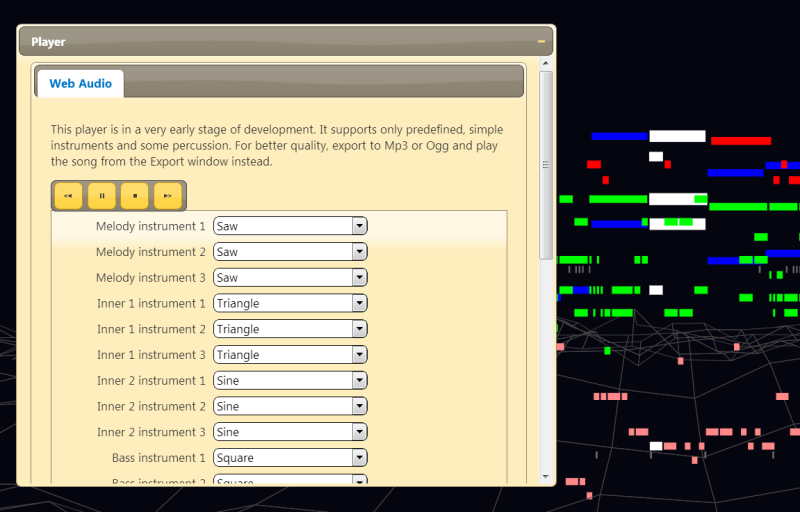 Player
Web Audio
This player is in a very early stage of development. It supports only predefined, simple
instruments and some percussion. For better quality, export to Mp3 or Ogg and play
the song from the Export window instead.
Melody instrument 1 Saw
Melody instrument 2 Saw
Melody instrument 3 Saw
Inner 1 instrument 1 Triangle
Inner 1 instrument 2 Triangle
Inner 1 instrument 3 Triangle
Inner 2 instrument 1 Sine
Inner 2 instrument 2 Sine
Inner 2 instrument 3 Sine
Bass instrument 1 Square
Bass instrument 2 Square